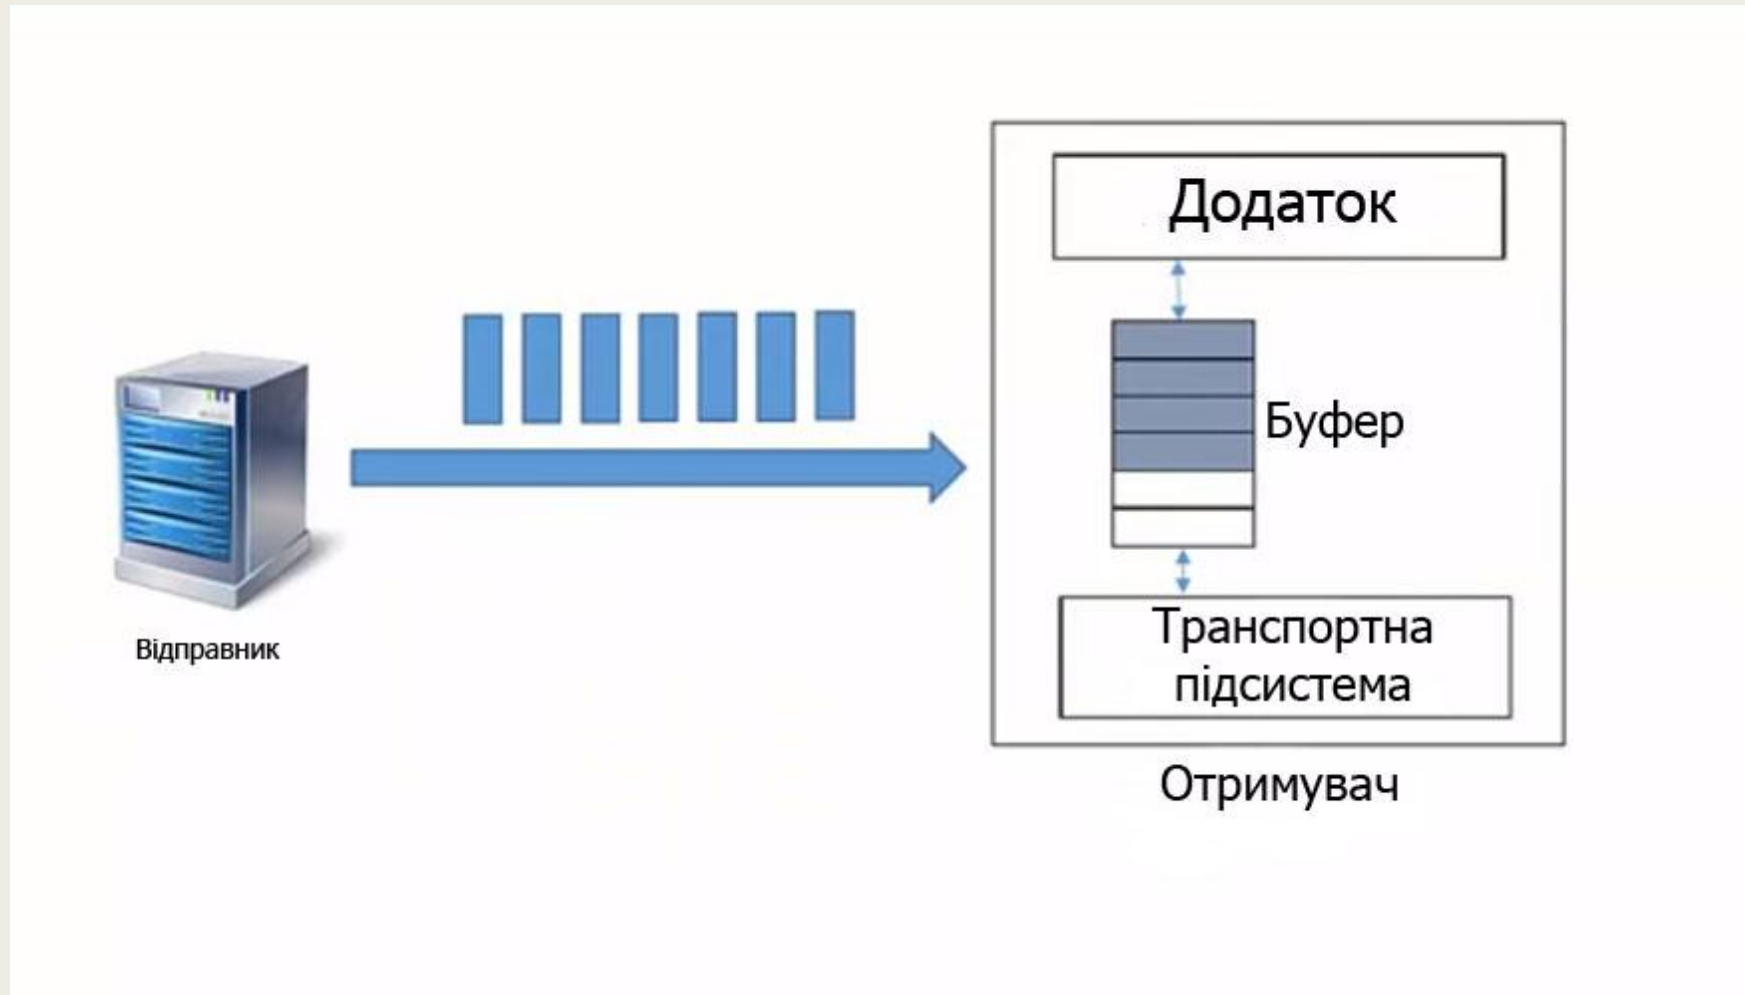 Додаток
Буфер
Транспортна
підсистема
Відправник
Отримувач